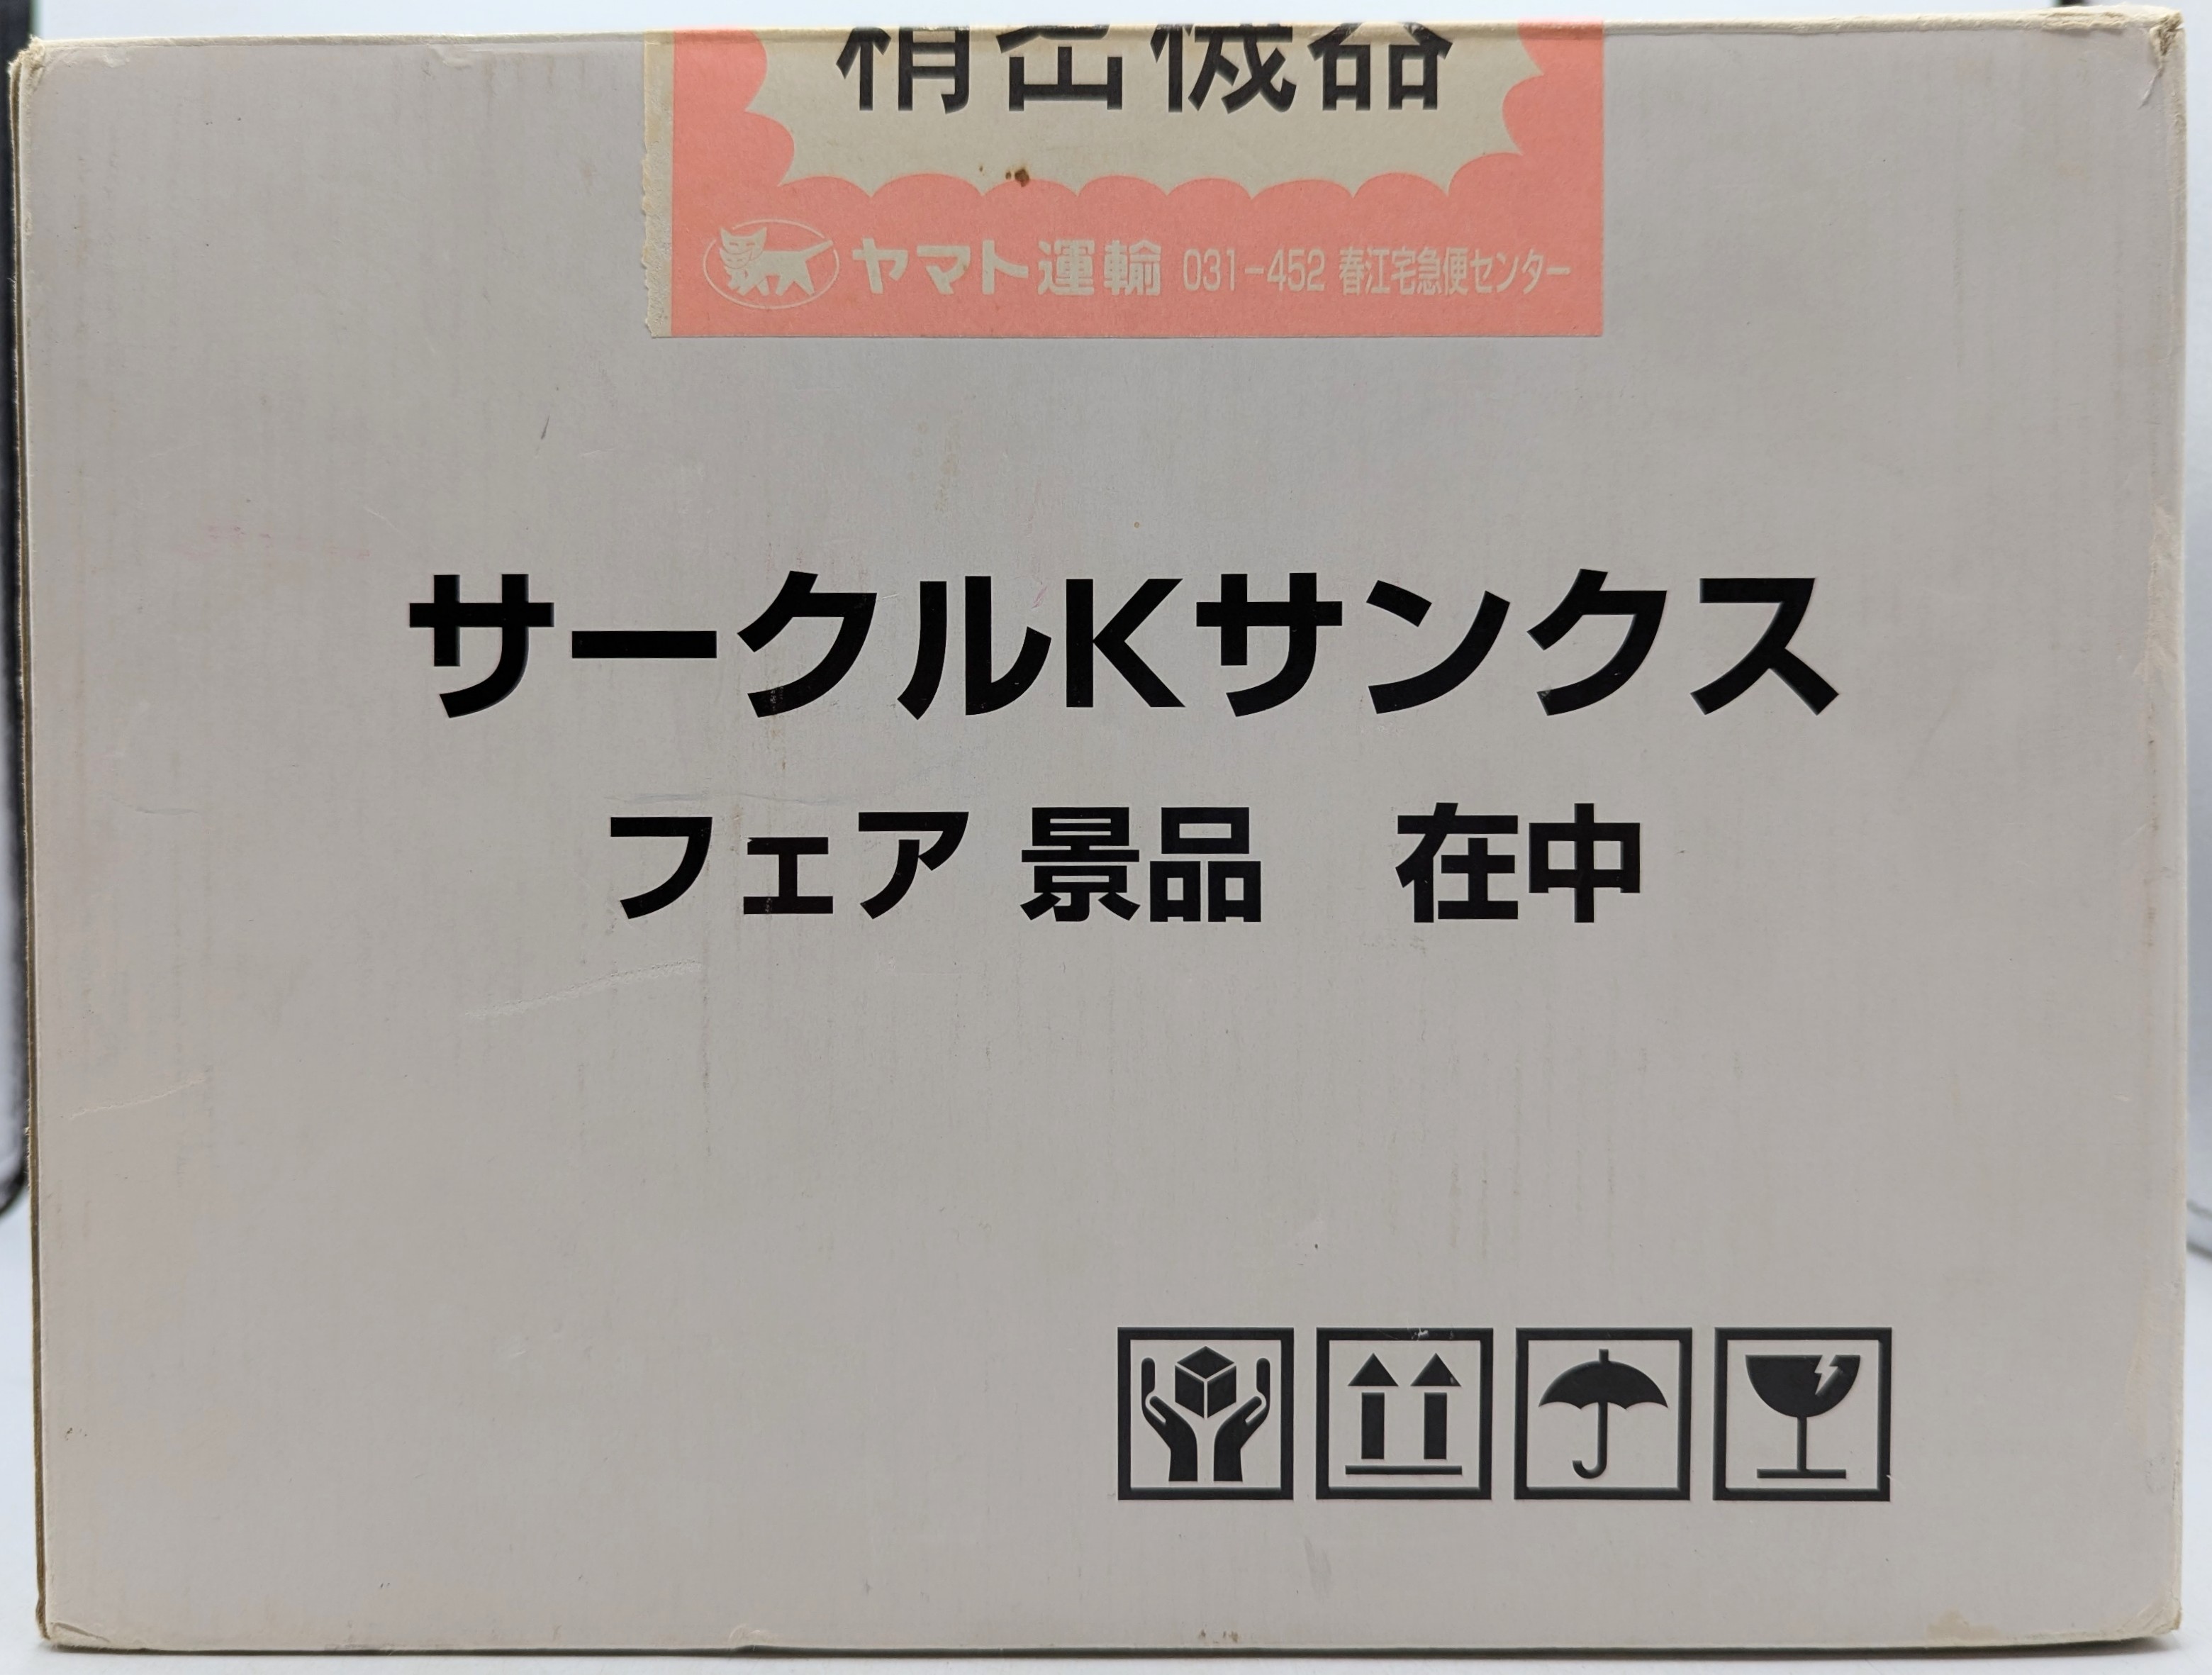 精密機器
ヤマト運輸 031-452 春江宅急便センター
サークルKサンクス
フェア 景品　在中